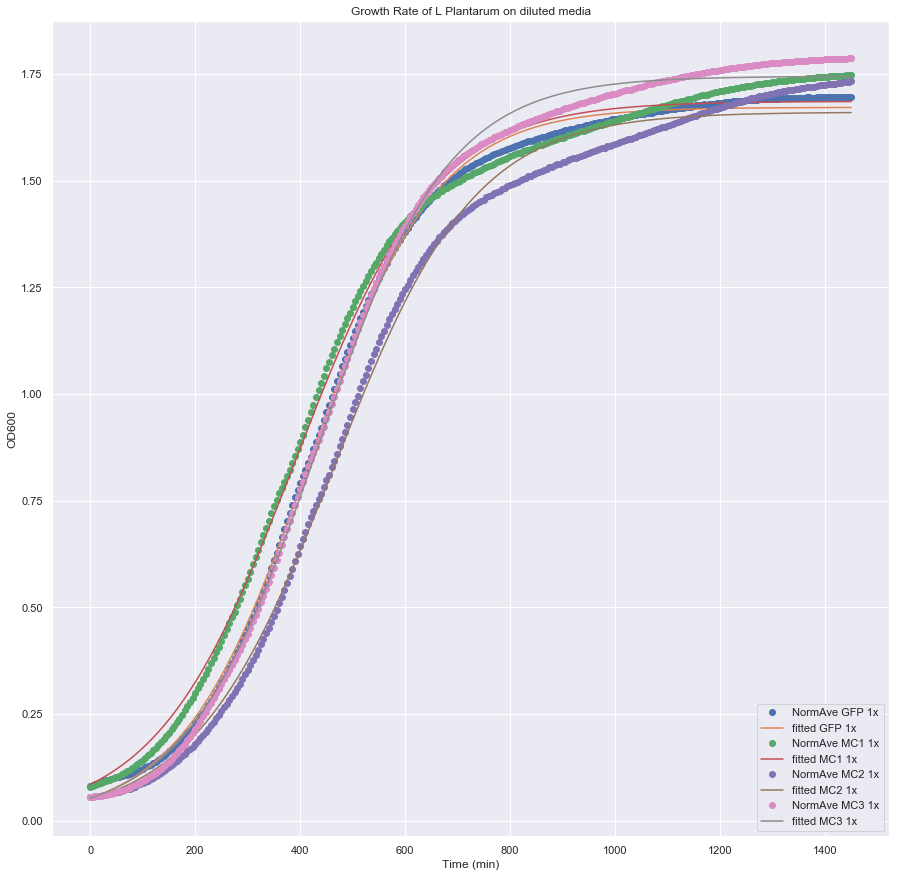 Growth Rate of L Plantarum on diluted media
1.75
1.50
1.25
1.00
0.75
0.50
0.25
0.00
OD600
0
200
400
600
800
1000
1200
1400
Time (min)
NormAve GFP 1x
fitted GFP 1x
NormAve MC1 1x
fitted MC1 1x
NormAve MC2 1x
fitted MC2 1x
NormAve MC3 1x
fitted MC3 1x